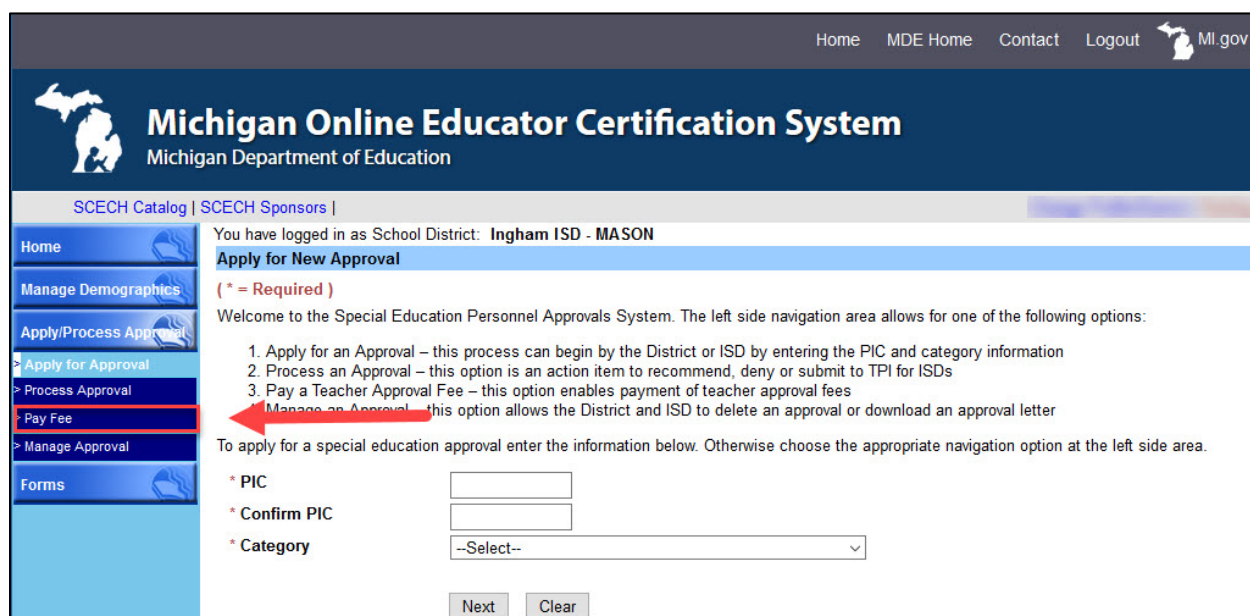 Home MDE Home Contact Logout MI.gov
Michigan Online Educator Certification System
Michigan Department of Education
SCECH Catalog | SCECH Sponsors |
You have logged in as School District: Ingham ISD - MASON
Home
Apply for New Approval
Manage Demographics
( * = Required )
Apply/Process Approval
Welcome to the Special Education Personnel Approvals System. The left side navigation area allows for one of the following options:
> Apply for Approval
1. Apply for an Approval – this process can begin by the District or ISD by entering the PIC and category information
> Process Approval
2. Process an Approval – this option is an action item to recommend, deny or submit to TPI for ISDs
3. Pay a Teacher Approval Fee – this option enables payment of teacher approval fees
> Pay Fee
Manage an Approval – this option allows the District and ISD to delete an approval or download an approval letter
> Manage Approval
To apply for a special education approval enter the information below. Otherwise choose the appropriate navigation option at the left side area.
Forms
* PIC
* Confirm PIC
* Category --Select--
Next Clear